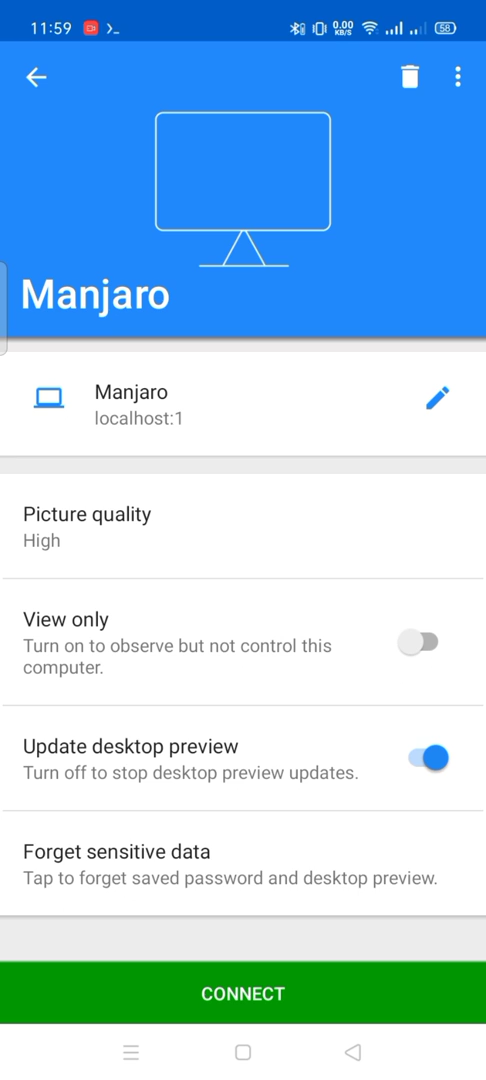 11:59 >_ 0.00 KB/S 58
Manjaro
Manjaro
localhost:1
Picture quality
High
View only
Turn on to observe but not control this
computer.
Update desktop preview
Turn off to stop desktop preview updates.
Forget sensitive data
Tap to forget saved password and desktop preview.
CONNECT